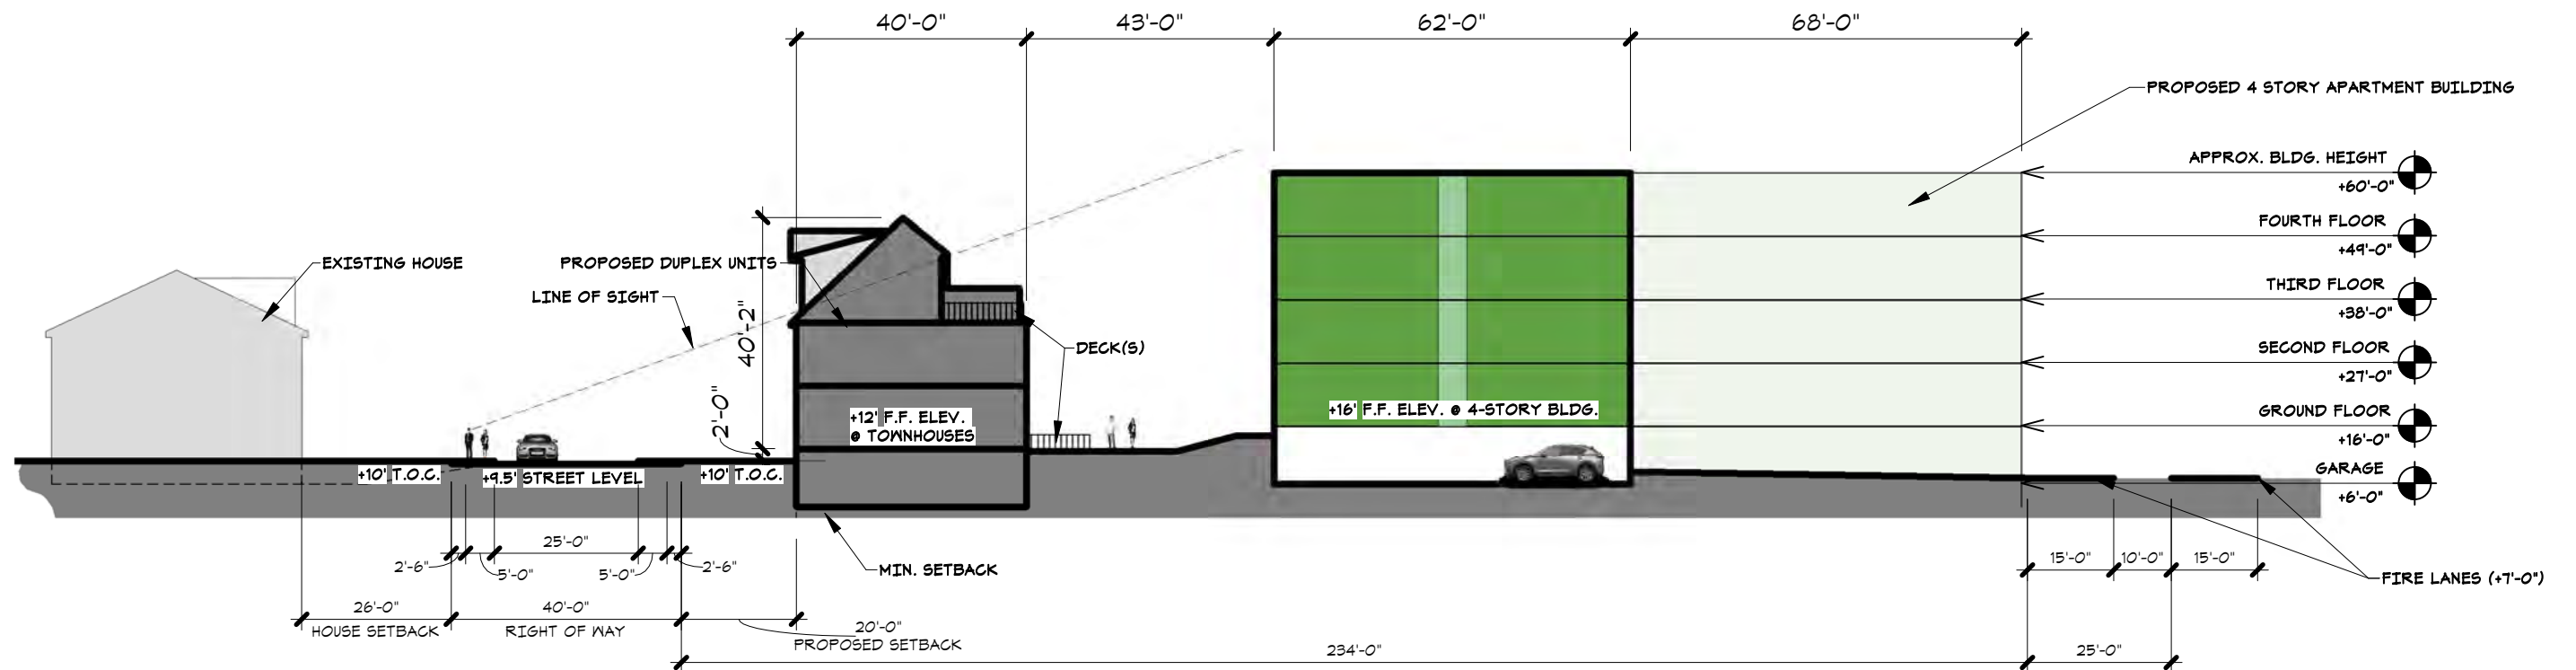 40'-0"
43'-0"
62'-0"
68'-0"
PROPOSED 4 STORY APARTMENT BUILDING
APPROX. BLDG. HEIGHT
+60'-0"
FOURTH FLOOR
+49'-0"
EXISTING HOUSE
PROPOSED DUPLEX UNITS
LINE OF SIGHT
THIRD FLOOR
+38'-0"
40'-2"
DECK(S)
SECOND FLOOR
+27'-0"
2'-0"
+12' F.F. ELEV.
@ TOWNHOUSES
+16' F.F. ELEV. @ 4-STORY BLDG.
GROUND FLOOR
+16'-0"
+10' T.O.C.
+9.5' STREET LEVEL
+10' T.O.C.
GARAGE
+6'-0"
25'-0"
2'-6"
5'-0"
5'-0"
2'-6"
MIN. SETBACK
15'-0"
10'-0"
15'-0"
FIRE LANES (+7'-0")
26'-0"
HOUSE SETBACK
40'-0"
RIGHT OF WAY
20'-0"
PROPOSED SETBACK
234'-0"
25'-0"